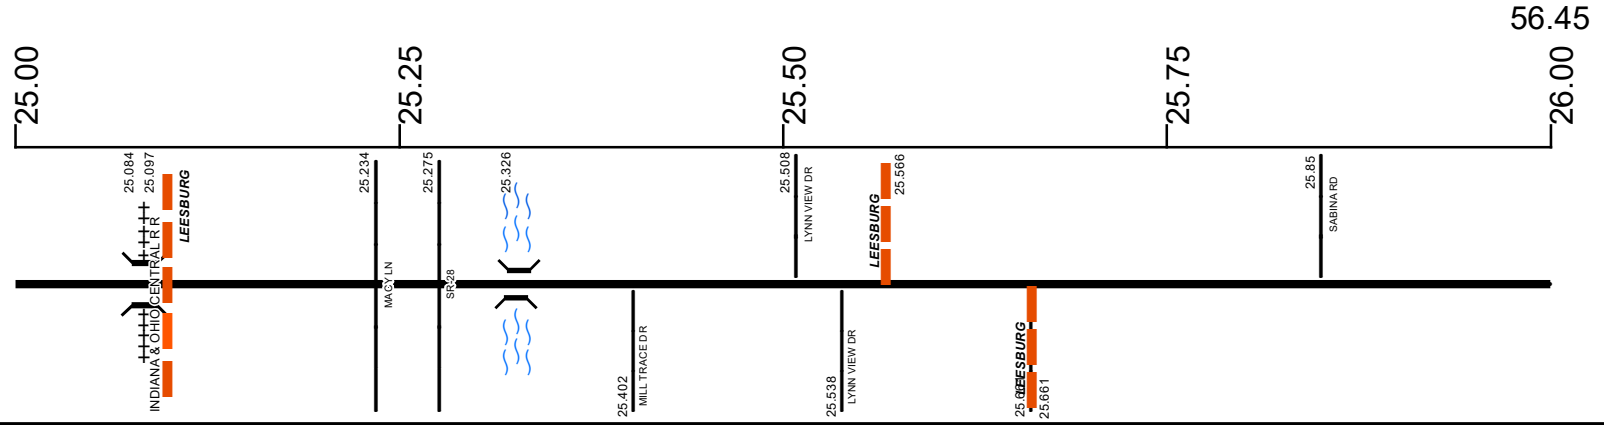 56.45
25.00
25.25
25.50
25.75
26.00
25.084
25.097
LEESBURG
INDIANA & OHIO CENTRAL R R
25.234
MACY LN
25.275
SR-28
25.326
25.402
MILL TRACE DR
25.508
LYNN VIEW DR
25.538
LYNN VIEW DR
LEESBURG
25.566
LEESBURG
25.661
25.85
SABINA RD